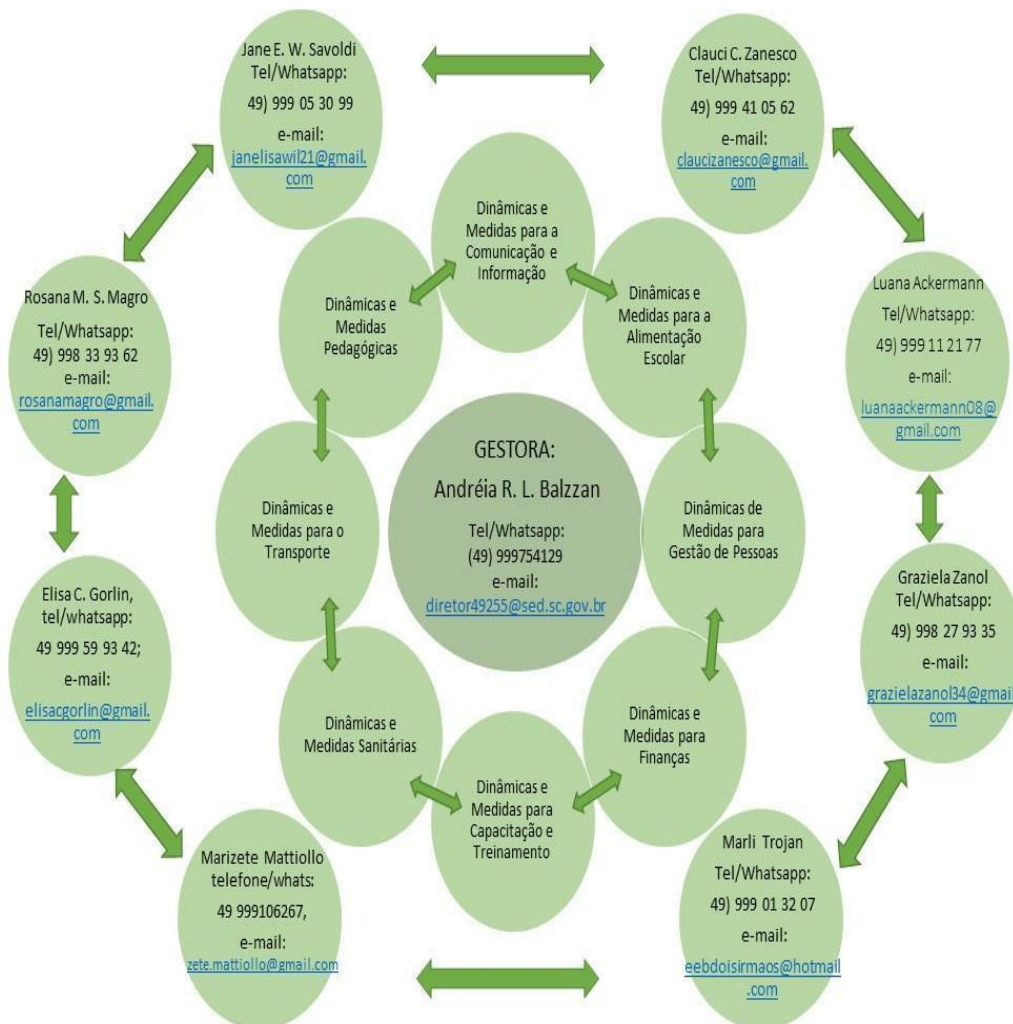 Jane E. W. Savoldi
Tel/Whatsapp:
49) 999 05 30 99
e-mail:
janelisawil21@gmail.
com
Clauci C. Zanesco
Tel/Whatsapp:
49) 999 41 05 62
e-mail:
claucizanesco@gmail.
com
Dinâmicas e
Medidas para a
Comunicação e
Informação
Rosana M. S. Magro
Tel/Whatsapp:
49) 998 33 93 62
e-mail:
rosanamagro@gmail.
com
Dinâmicas e
Medidas
Pedagógicas
Dinâmicas e
Medidas para a
Alimentação
Escolar
Luana Ackermann
Tel/Whatsapp:
49) 999 11 21 77
e-mail:
luanaackermann08@
gmail.com
GESTORA:
Andréia R. L. Balzzan
Tel/Whatsapp:
(49) 999754129
e-mail:
diretor49255@sed.sc.gov.br
Dinâmicas e
Medidas para o
Transporte
Dinâmicas de
Medidas para
Gestão de Pessoas
Elisa C. Gorlin,
tel/whatsapp:
49 999 59 93 42;
e-mail:
elisacgorlin@gmail.
com
Graziela Zanol
Tel/Whatsapp:
49) 998 27 93 35
e-mail:
grazielazanol34@gmail
com
Dinâmicas e
Medidas Sanitárias
Dinâmicas e
Medidas para
Finanças
Dinâmicas e
Medidas para
Capacitação e
Treinamento
Marizete Mattiollo
telefone/whats:
49 999106267,
e-mail:
zete.mattiollo@gmail.com
Marli Trojan
Tel/Whatsapp:
49) 999 01 32 07
e-mail:
eebdoisirmaos@hotmail
.com